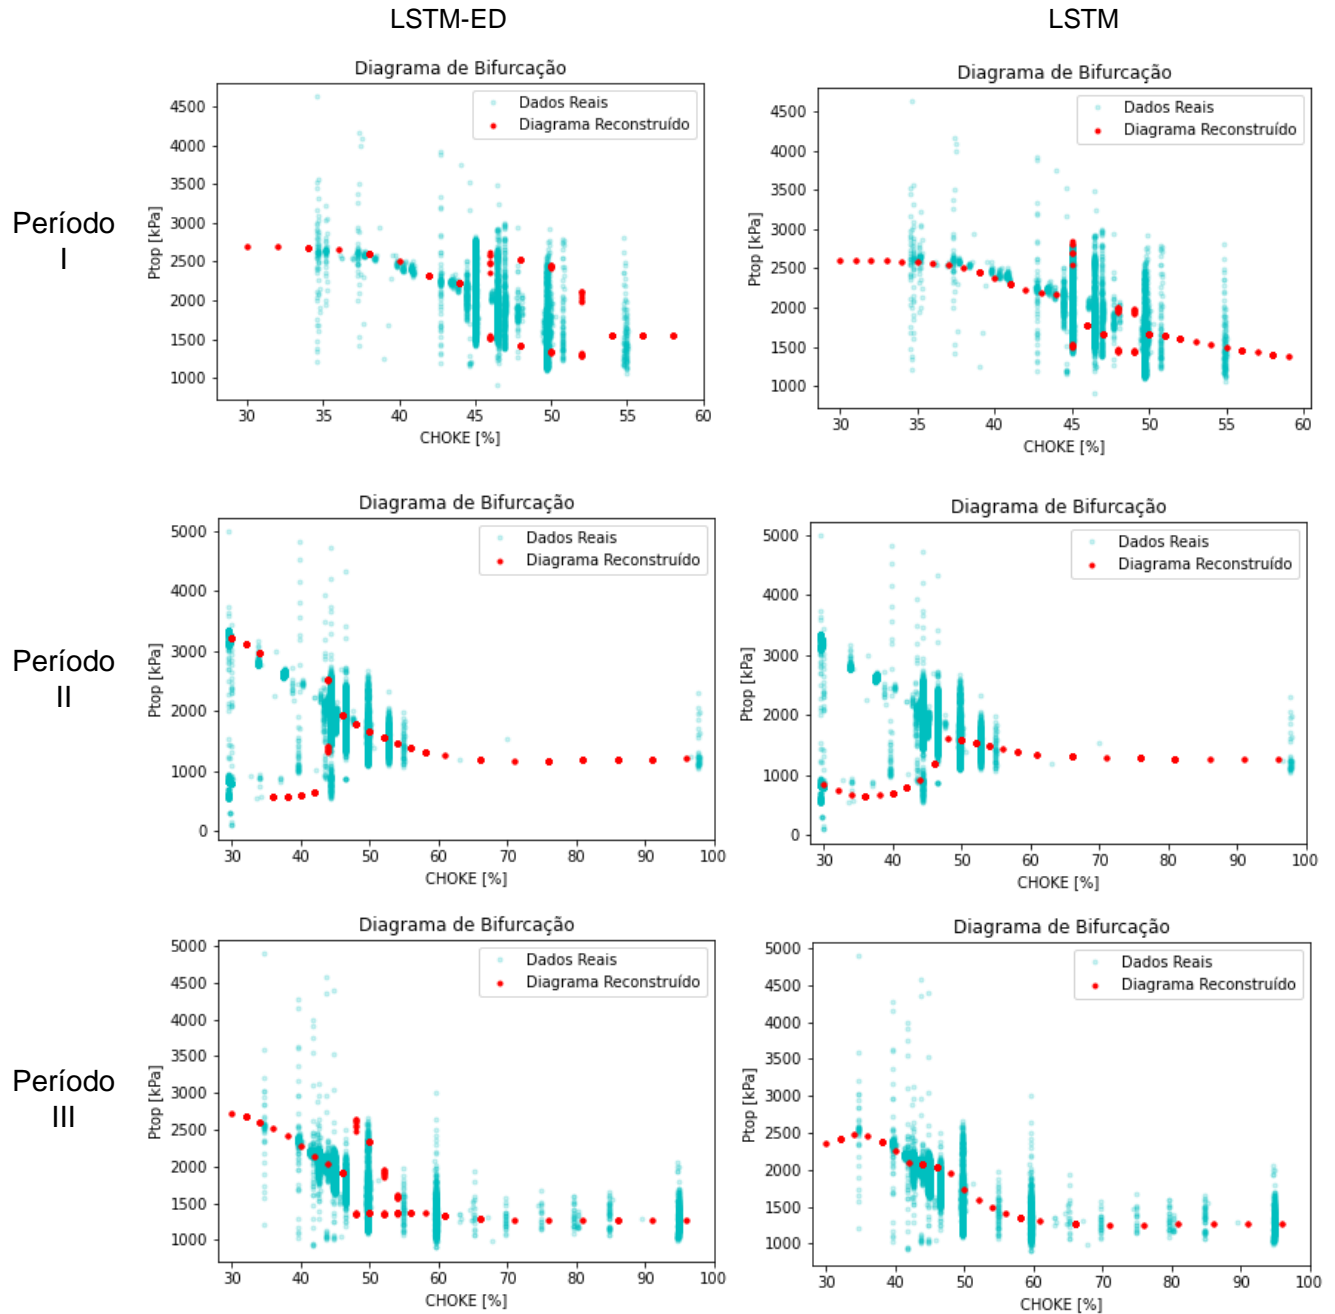 LSTM-ED
LSTM
Período
I
Diagrama de Bifurcação
Dados Reais
Diagrama Reconstruído
Ptop [kPa]
4500
4000
3500
3000
2500
2000
1500
1000
30 35 40 45 50 55 60
CHOKE [%]
Diagrama de Bifurcação
Dados Reais
Diagrama Reconstruído
Ptop [kPa]
4500
4000
3500
3000
2500
2000
1500
1000
30 35 40 45 50 55 60
CHOKE [%]
Período
II
Diagrama de Bifurcação
Dados Reais
Diagrama Reconstruído
Ptop [kPa]
5000
4000
3000
2000
1000
0
30 40 50 60 70 80 90 100
CHOKE [%]
Diagrama de Bifurcação
Dados Reais
Diagrama Reconstruído
Ptop [kPa]
5000
4000
3000
2000
1000
0
30 40 50 60 70 80 90 100
CHOKE [%]
Período
III
Diagrama de Bifurcação
Dados Reais
Diagrama Reconstruído
Ptop [kPa]
5000
4500
4000
3500
3000
2500
2000
1500
1000
30 40 50 60 70 80 90 100
CHOKE [%]
Diagrama de Bifurcação
Dados Reais
Diagrama Reconstruído
Ptop [kPa]
5000
4500
4000
3500
3000
2500
2000
1500
1000
30 40 50 60 70 80 90 100
CHOKE [%]